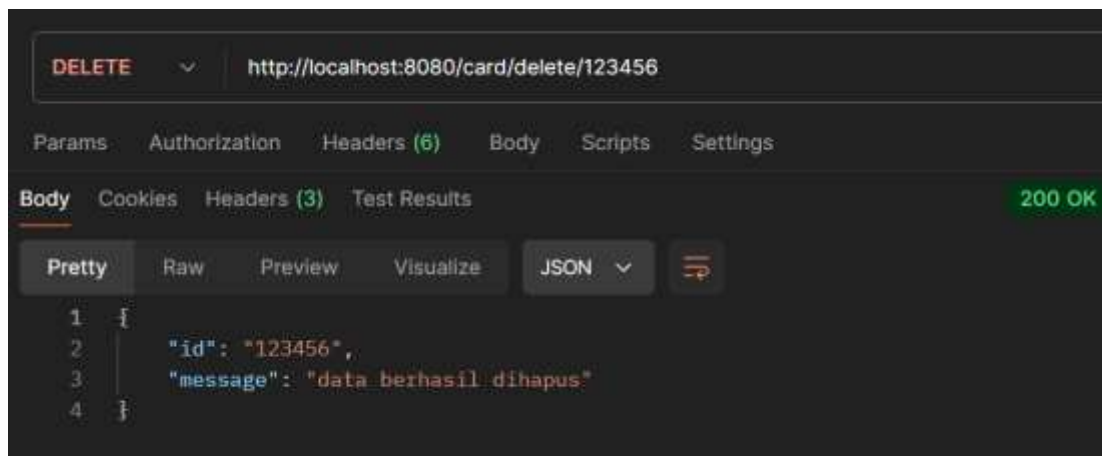 DELETE http://localhost:8080/card/delete/123456
Params Authorization Headers (6) Body Scripts Settings
Body Cookies Headers (3) Test Results 200 OK
Pretty Raw Preview Visualize JSON
1 {
2 "id": "123456",
3 "message": "data berhasil dihapus"
4 }